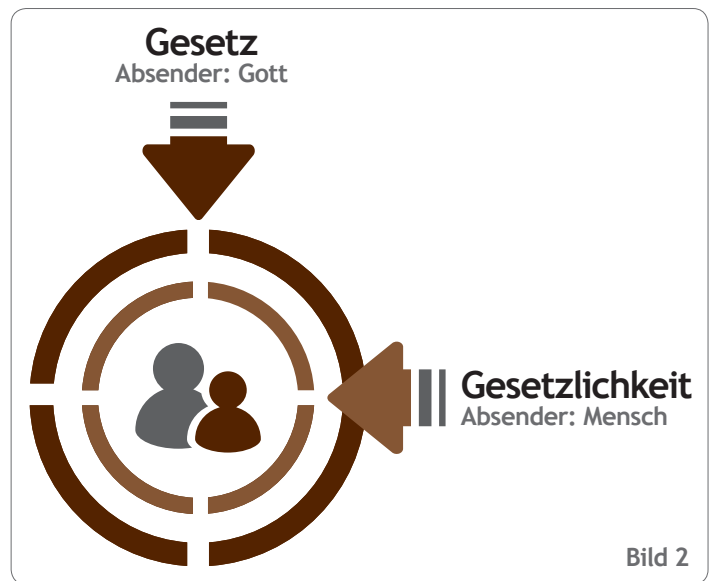 Gesetz
Absender: Gott
Gesetzlichkeit
Absender: Mensch
Bild 2